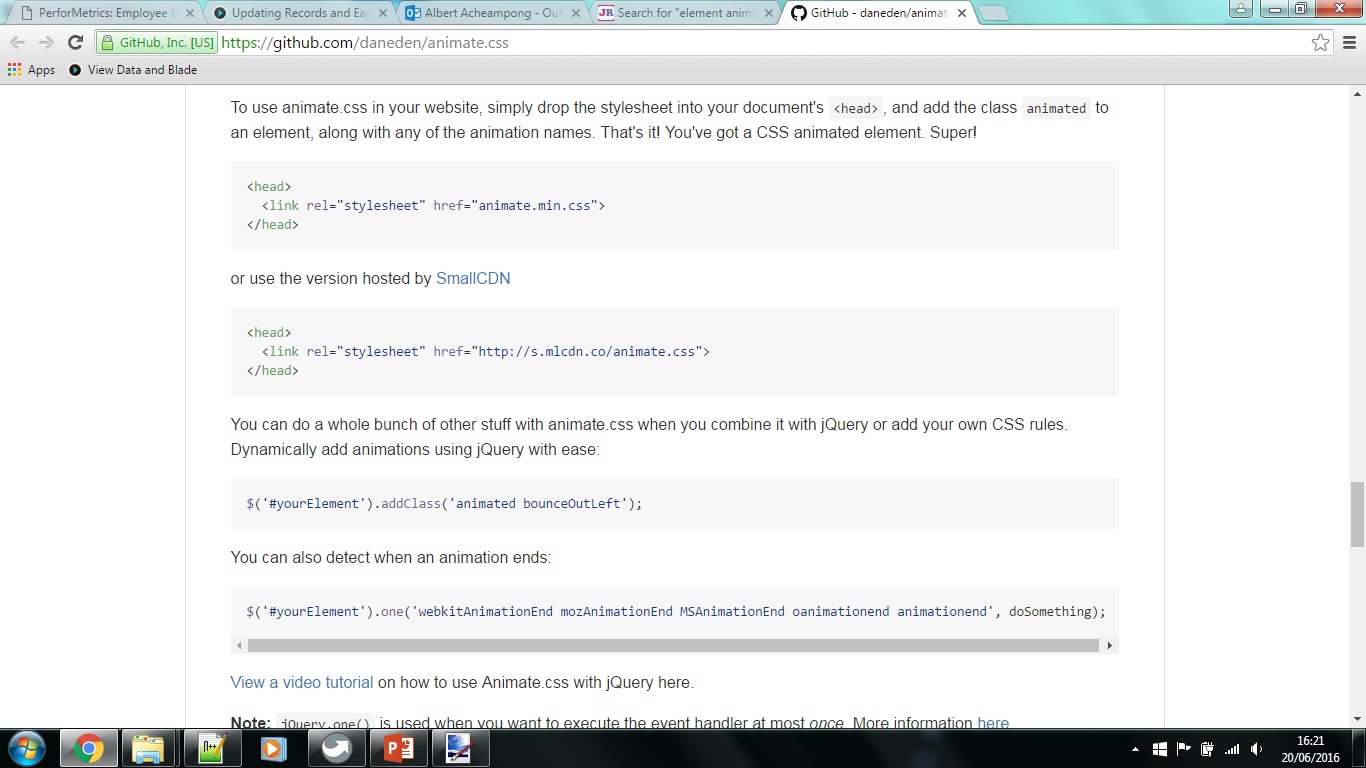 PerforMetrics: Employee D
Updating Records and Eag
Albert Acheampong - Out
Search for "element anima
GitHub - daneden/animat
GitHub, Inc. [US] https://github.com/daneden/animate.css
Apps View Data and Blade
To use animate.css in your website, simply drop the stylesheet into your document's <head>, and add the class animated to
an element, along with any of the animation names. That's it! You've got a CSS animated element. Super!
<head>
<link rel="stylesheet" href="animate.min.css">
</head>
or use the version hosted by SmallCDN
<head>
<link rel="stylesheet" href="http://s.mlcdn.co/animate.css">
</head>
You can do a whole bunch of other stuff with animate.css when you combine it with jQuery or add your own CSS rules.
Dynamically add animations using jQuery with ease:
$('#yourElement').addClass('animated bounceOutLeft');
You can also detect when an animation ends:
$('#yourElement').one('webkitAnimationEnd mozAnimationEnd MSAnimationEnd oanimationend animationend', doSomething);
View a video tutorial on how to use Animate.css with jQuery here.
Note: jQuery.one() is used when you want to execute the event handler at most once. More information here
16:21
20/06/2016